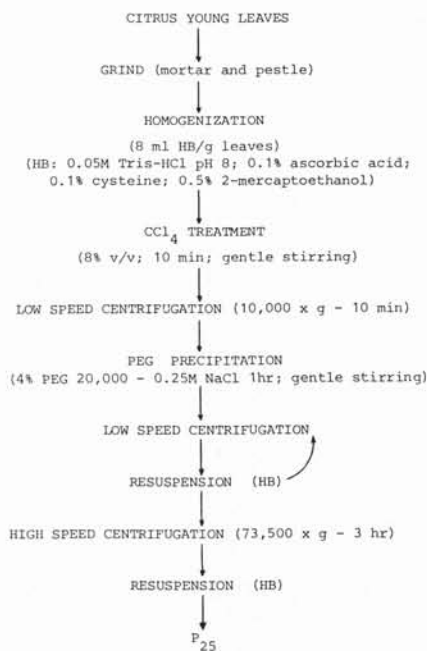 CITRUS YOUNG LEAVES
GRIND (mortar and pestle)
HOMOGENIZATION
(8 ml HB/g leaves)
(HB: 0.05M Tris-HCl pH 8; 0.1% ascorbic acid;
0.1% cysteine; 0.5% 2-mercaptoethanol)
CCl4 TREATMENT
(8% v/v; 10 min; gentle stirring)
LOW SPEED CENTRIFUGATION (10,000 x g - 10 min)
PEG PRECIPITATION
(4% PEG 20,000 - 0.25M NaCl 1hr; gentle stirring)
LOW SPEED CENTRIFUGATION
RESUSPENSION (HB)
HIGH SPEED CENTRIFUGATION (73,500 x g - 3 hr)
RESUSPENSION (HB)
P25